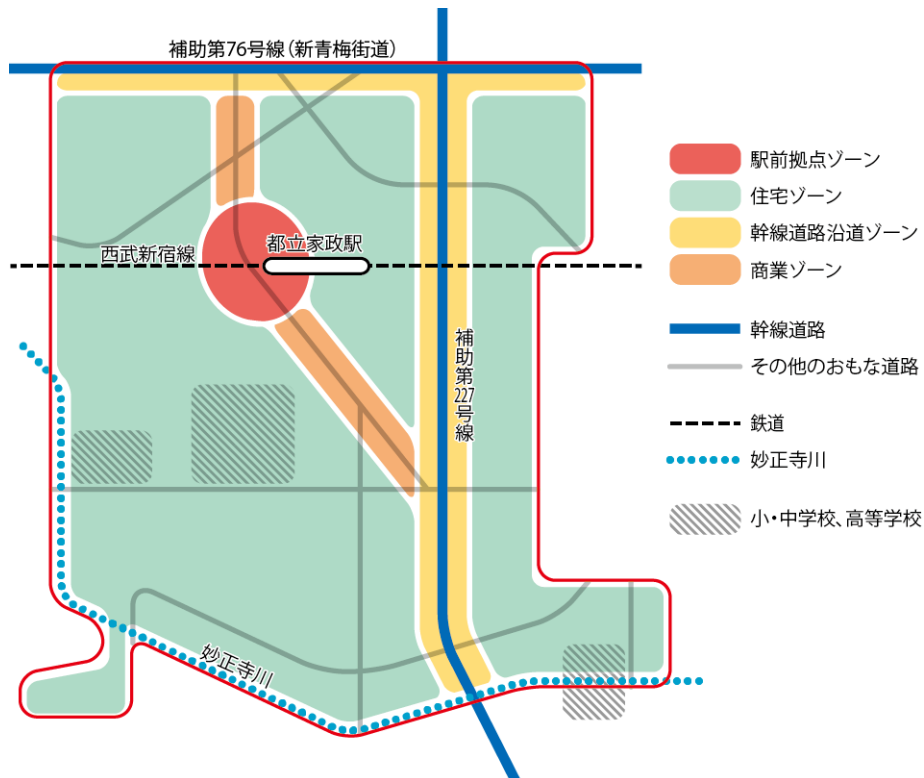 補助第76号線（新青梅街道）
駅前拠点ゾーン
住宅ゾーン
幹線道路沿道ゾーン
商業ゾーン
都立家政駅
西武新宿線
補助第227号線
幹線道路
その他のおもな道路
鉄道
妙正寺川
小・中学校、高等学校
妙正寺川